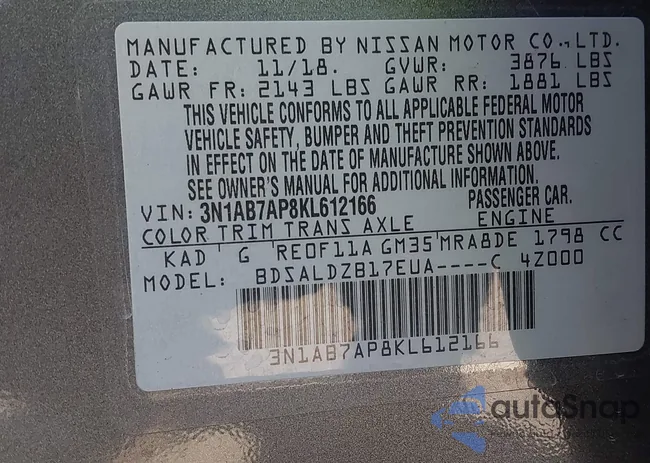 MANUFACTURED BY NISSAN MOTOR CO., LTD.
DATE: 11/18. GVWR: 3876 LBS
GAWR FR: 2143 LBS GAWR RR: 1881 LBS
THIS VEHICLE CONFORMS TO ALL APPLICABLE FEDERAL MOTOR
VEHICLE SAFETY, BUMPER AND THEFT PREVENTION STANDARDS
IN EFFECT ON THE DATE OF MANUFACTURE SHOWN ABOVE.
SEE OWNER'S MANUAL FOR ADDITIONAL INFORMATION.
VIN: 3N1AB7AP8KL612166 PASSENGER CAR.
COLOR TRIM TRANS AXLE ENGINE
KAD G RE0F11A GM35 MRA8DE 1798 CC
MODEL: BDSALDZB17EUA----C 4Z000
3N1AB7AP8KL612166
autoSnap